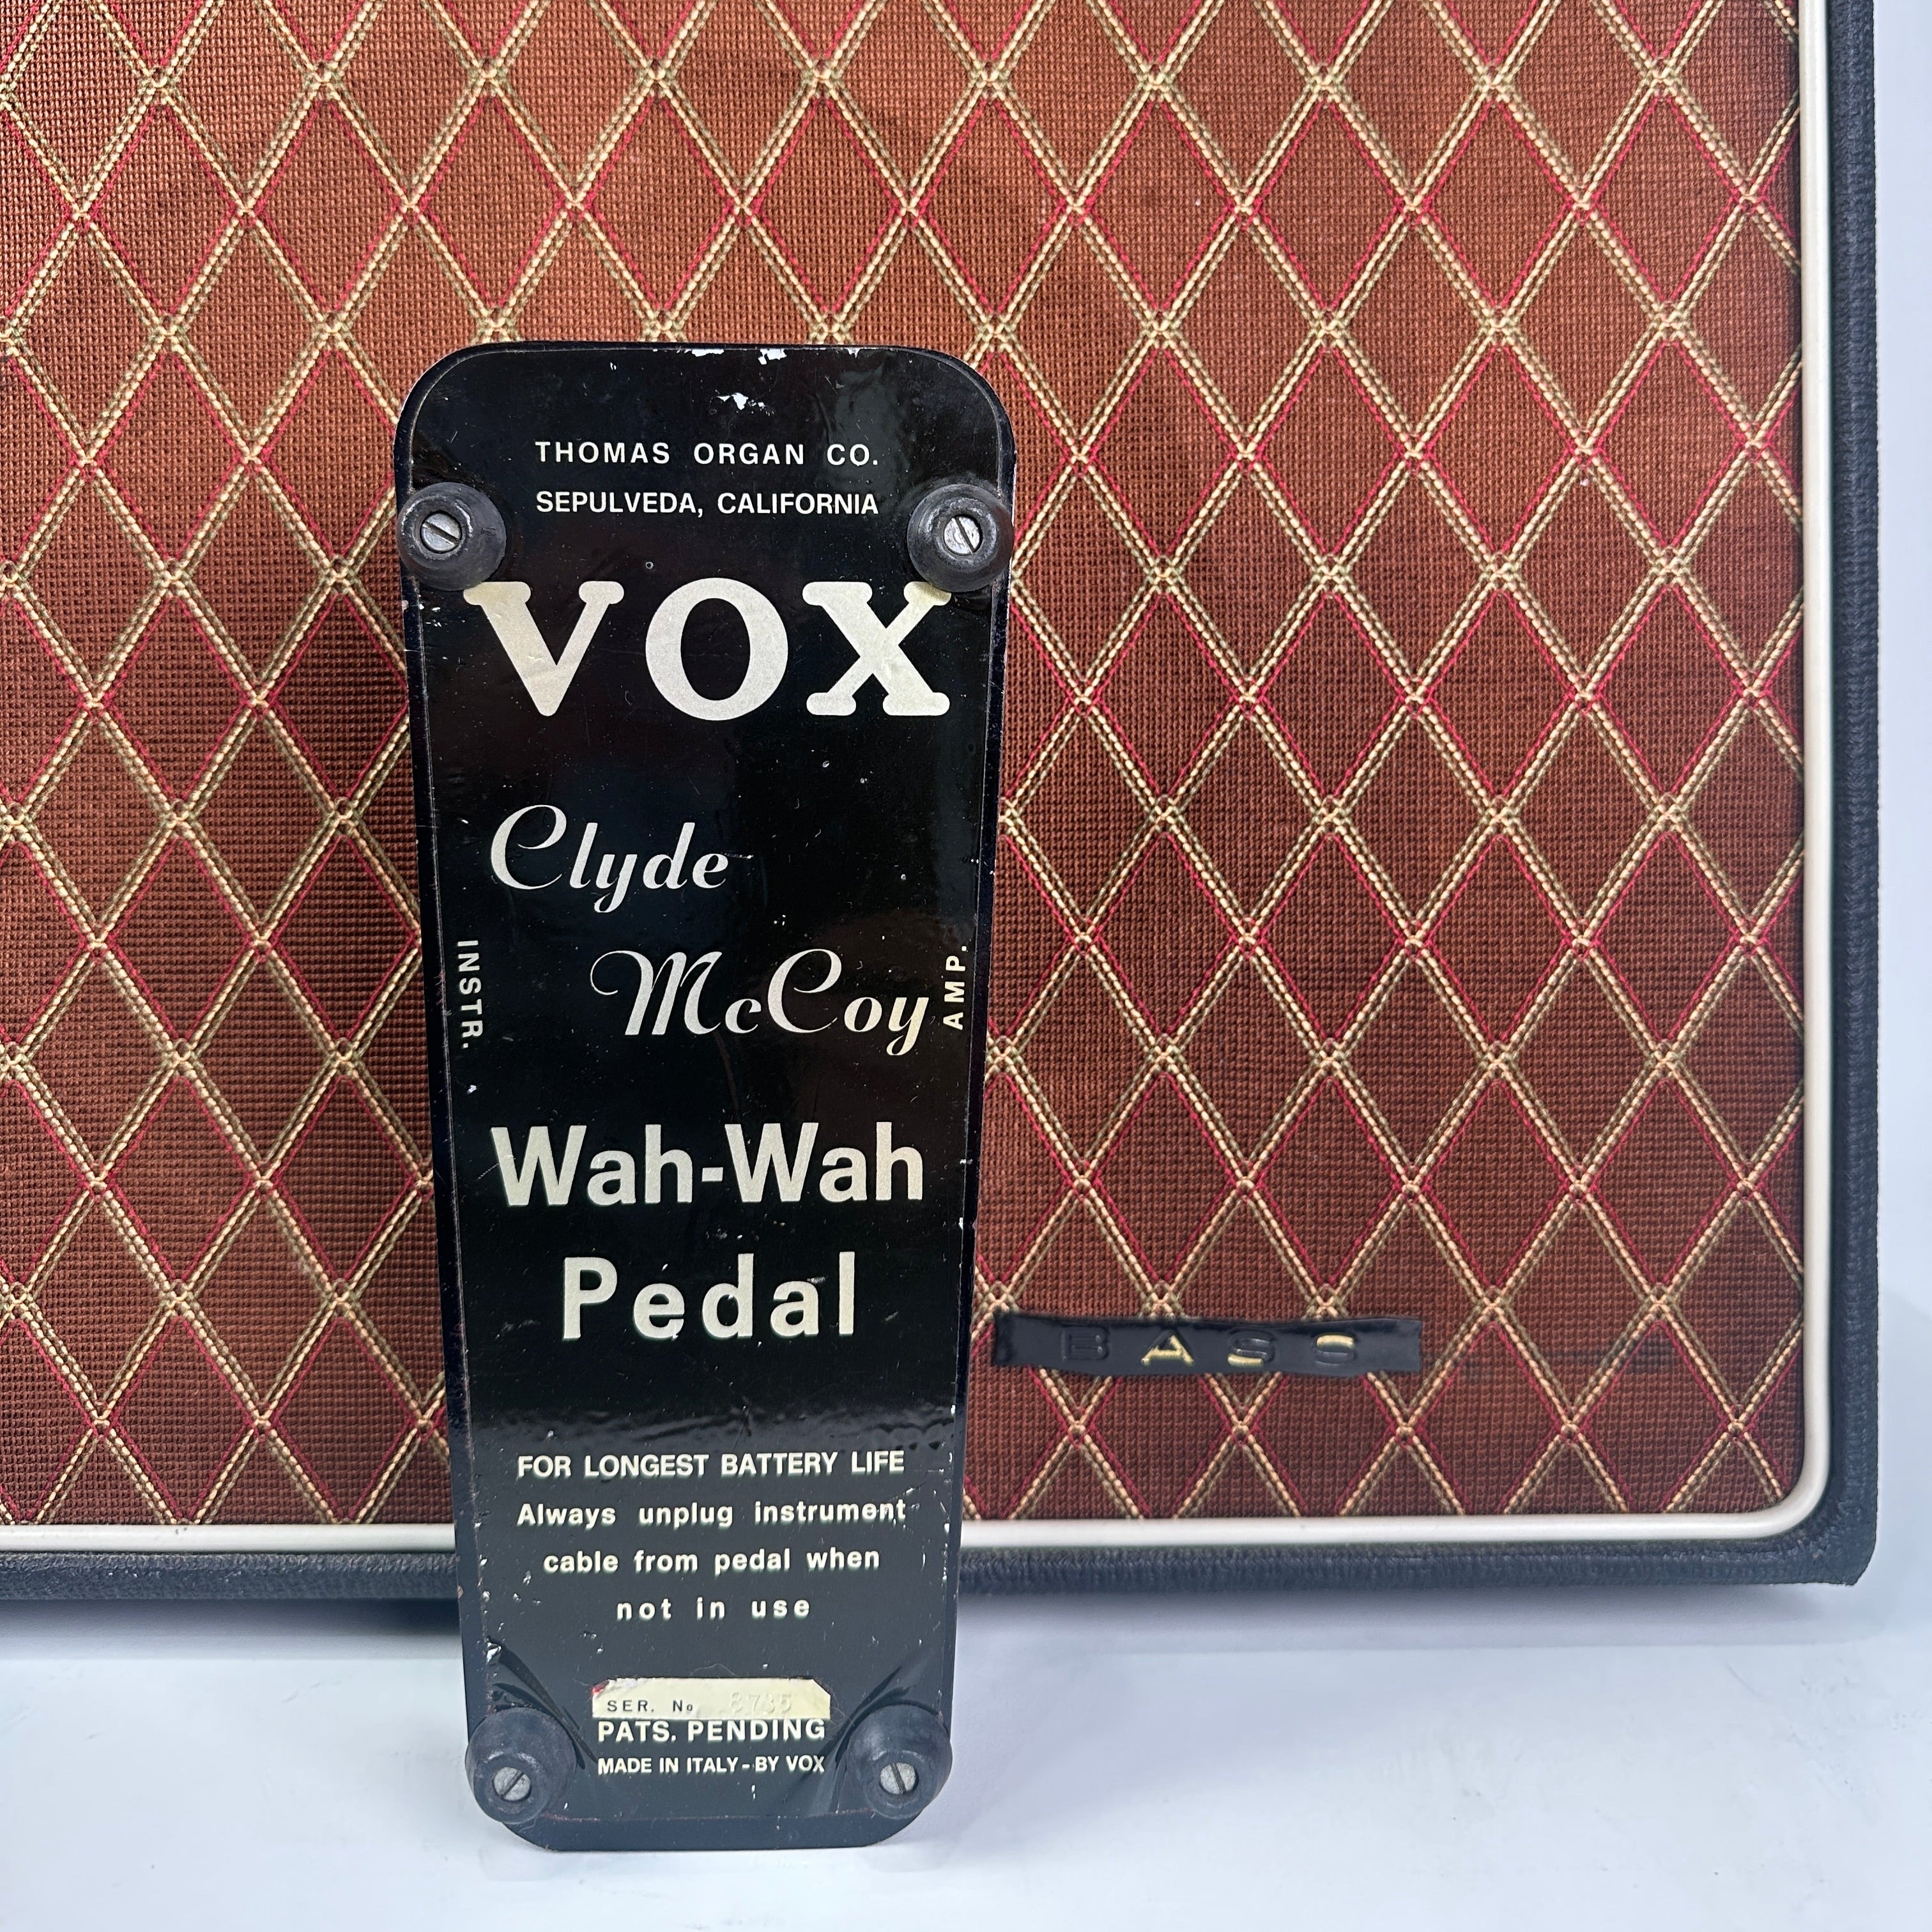 THOMAS ORGAN CO.
SEPULVEDA, CALIFORNIA
VOX
Clyde
McCoy
INSTR.
AMP.
Wah-Wah
Pedal
BASS
FOR LONGEST BATTERY LIFE
Always unplug instrument
cable from pedal when
not in use
SER. No 8735
PATS. PENDING
MADE IN ITALY - BY VOX